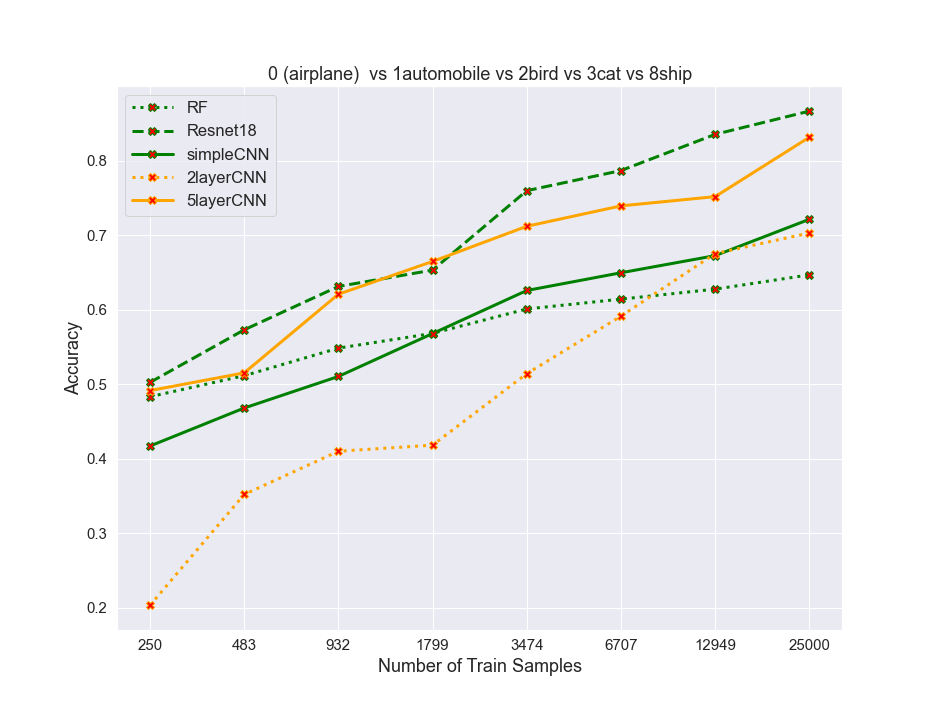 0 (airplane)  vs 1automobile vs 2bird vs 3cat vs 8ship
RF
Resnet18
simpleCNN
2layerCNN
5layerCNN
Accuracy
0.8
0.7
0.6
0.5
0.4
0.3
0.2
250 483 932 1799 3474 6707 12949 25000
Number of Train Samples